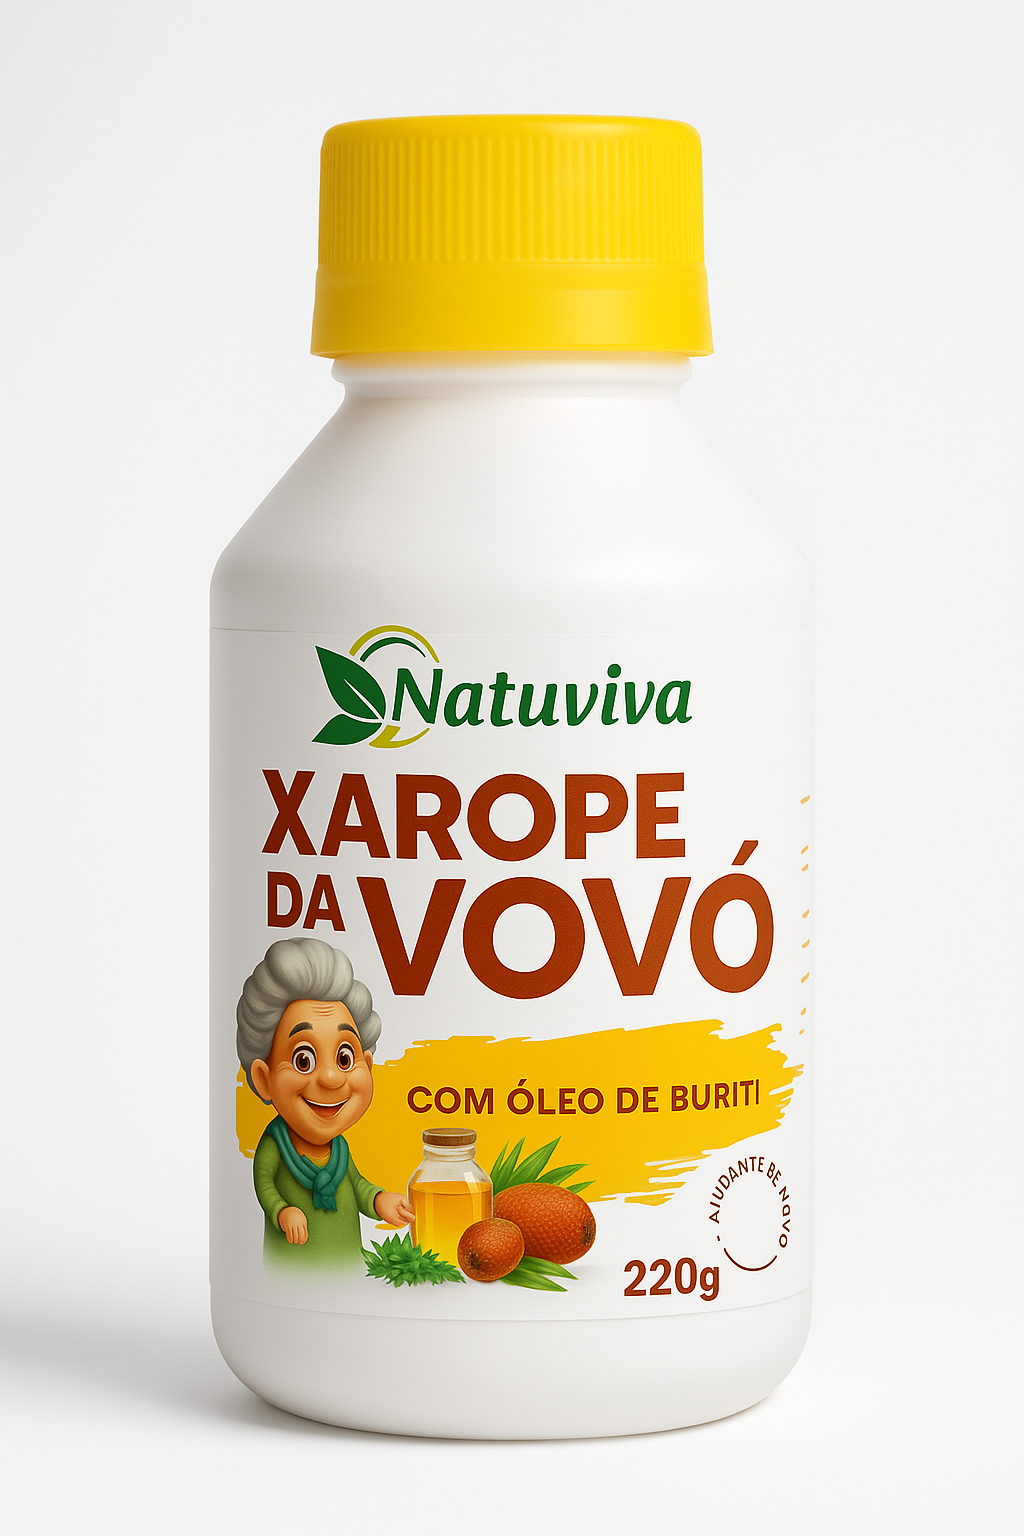 Natuviva
XAROPE
DA VOVÓ
COM ÓLEO DE BURITI
AJUDANTE BE NOVO
220g